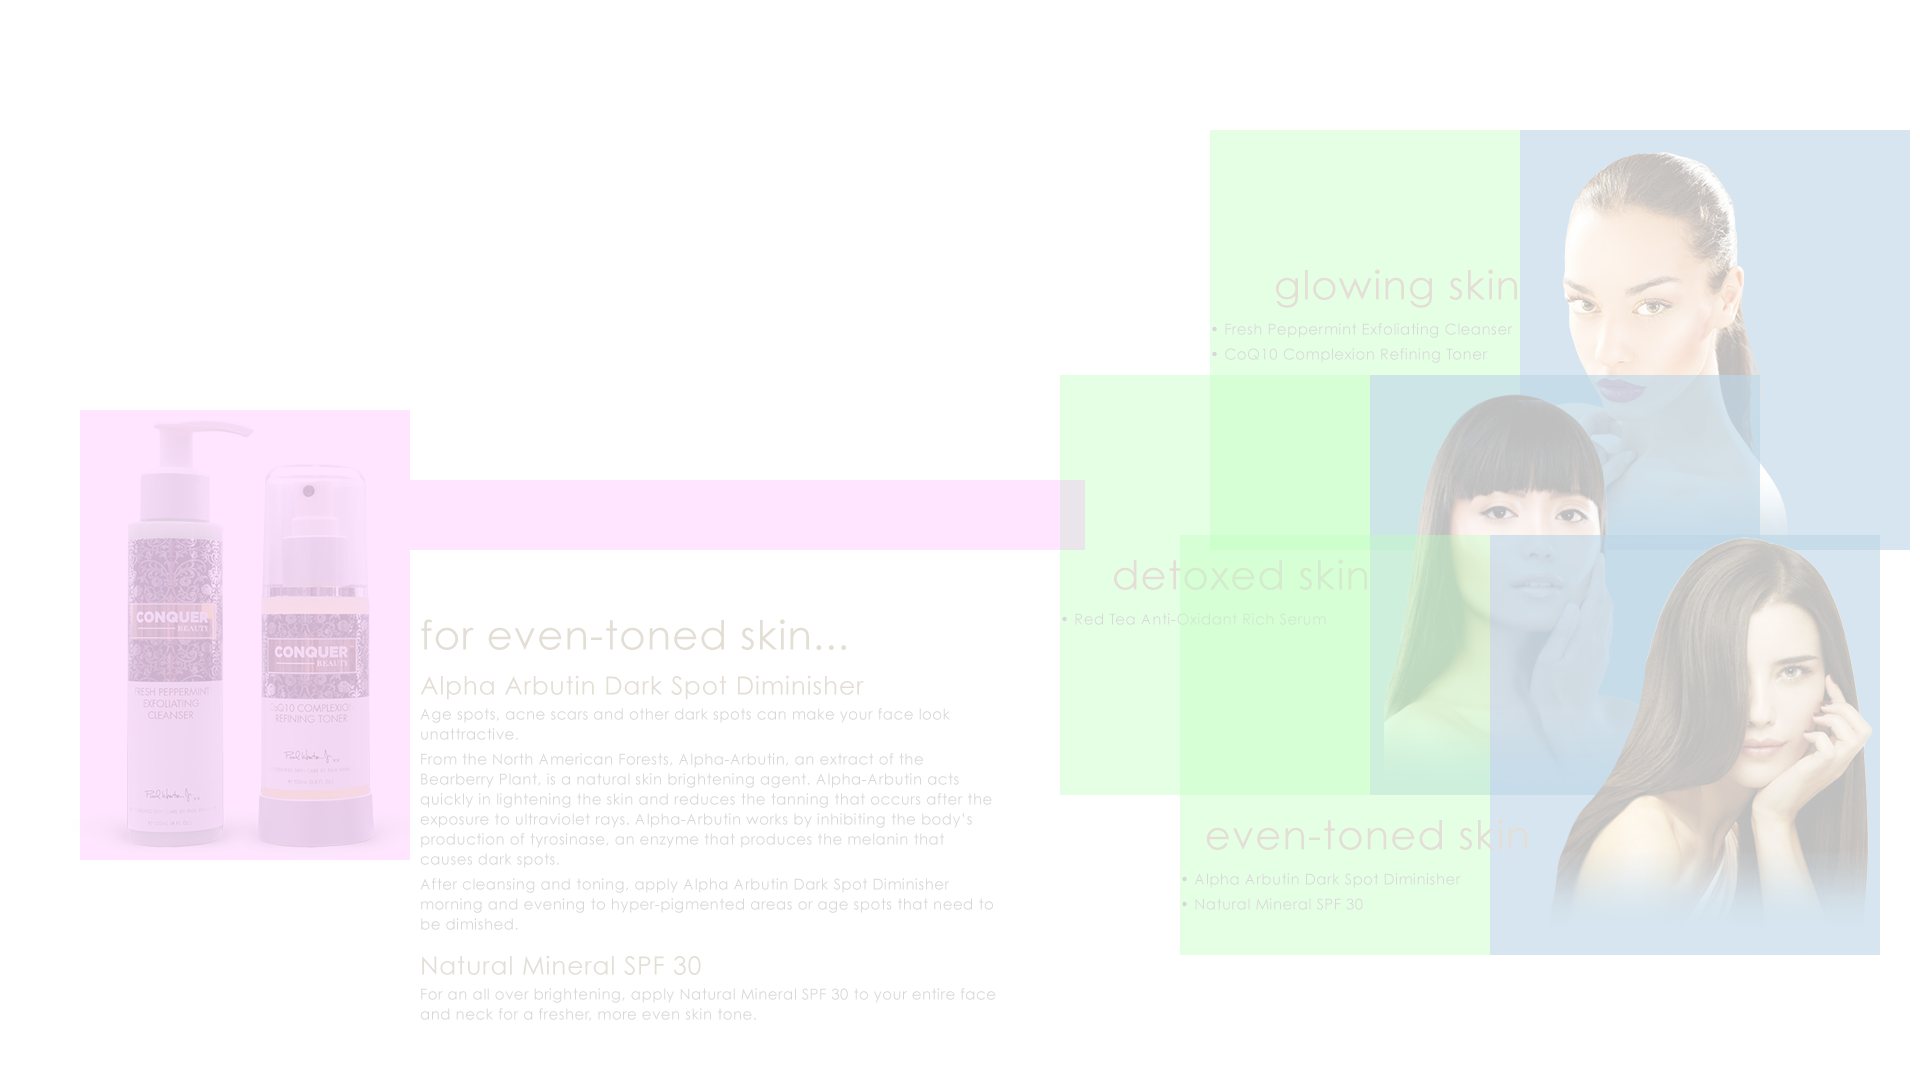 glowing skin
• Fresh Peppermint Exfoliating Cleanser
• CoQ10 Complexion Refining Toner
detoxed skin
• Red Tea Anti-Oxidant Rich Serum
even-toned skin
• Alpha Arbutin Dark Spot Diminisher
• Natural Mineral SPF 30
CONQUER
BEAUTY
FRESH PEPPERMINT
EXFOLIATING
CLEANSER
CONQUER
BEAUTY
CoQ10 COMPLEXION
REFINING TONER
for even-toned skin...
Alpha Arbutin Dark Spot Diminisher
Age spots, acne scars and other dark spots can make your face look
unattractive.
From the North American Forests, Alpha-Arbutin, an extract of the
Bearberry Plant, is a natural skin brightening agent. Alpha-Arbutin acts
quickly in lightening the skin and reduces the tanning that occurs after the
exposure to ultraviolet rays. Alpha-Arbutin works by inhibiting the body's
production of tyrosinase, an enzyme that produces the melanin that
causes dark spots.
After cleansing and toning, apply Alpha Arbutin Dark Spot Diminisher
morning and evening to hyper-pigmented areas or age spots that need to
be dimished.
Natural Mineral SPF 30
For an all over brightening, apply Natural Mineral SPF 30 to your entire face
and neck for a fresher, more even skin tone.